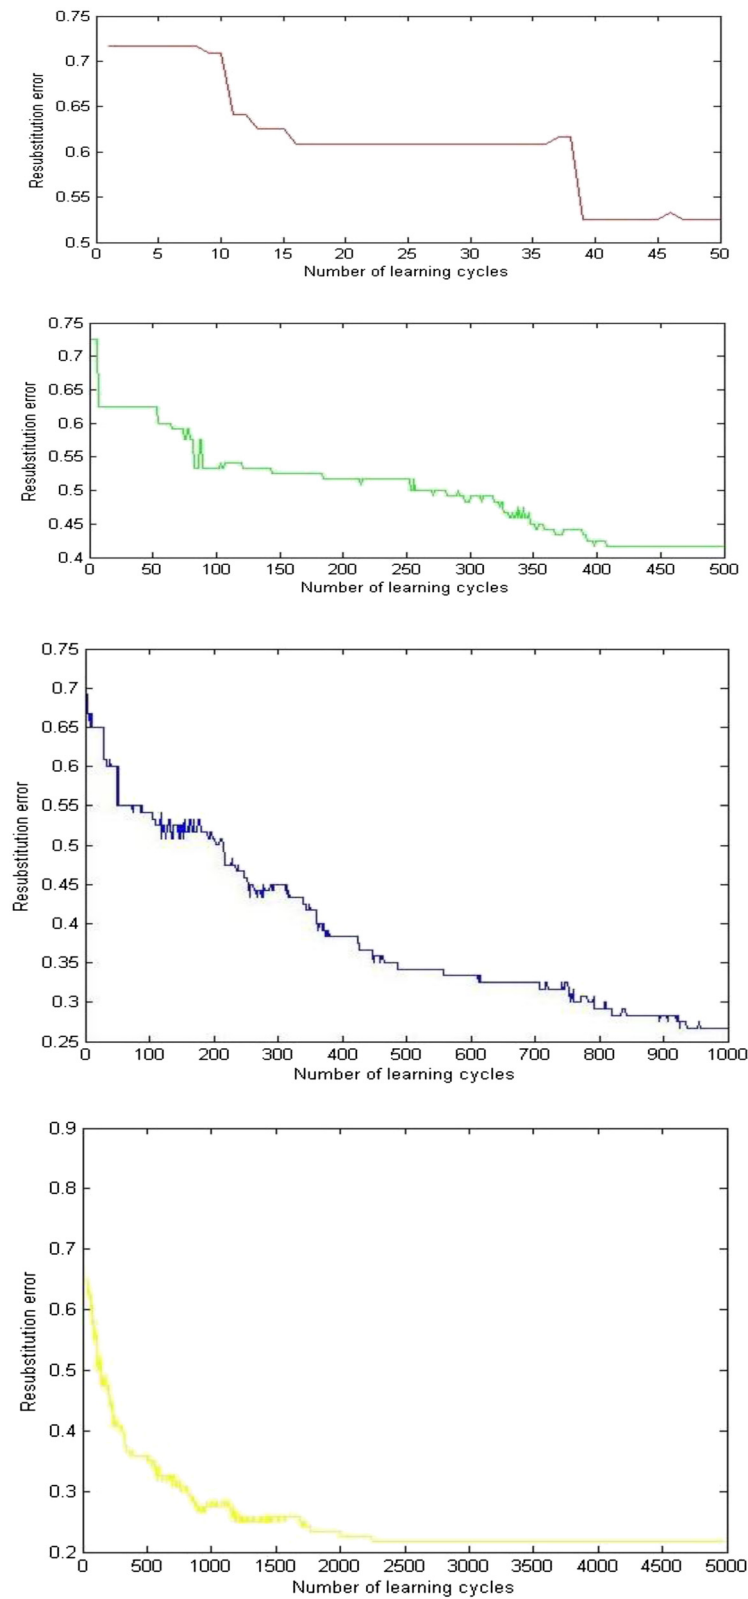 0.75
0.7
0.65
0.6
0.55
0.5
Resubstitution error
0 5 10 15 20 25 30 35 40 45 50
Number of learning cycles
0.75
0.7
0.65
0.6
0.55
0.5
0.45
0.4
Resubstitution error
0 50 100 150 200 250 300 350 400 450 500
Number of learning cycles
0.75
0.7
0.65
0.6
0.55
0.5
0.45
0.4
0.35
0.3
0.25
Resubstitution error
0 100 200 300 400 500 600 700 800 900 1000
Number of learning cycles
0.9
0.8
0.7
0.6
0.5
0.4
0.3
0.2
Resubstitution error
0 500 1000 1500 2000 2500 3000 3500 4000 4500 5000
Number of learning cycles